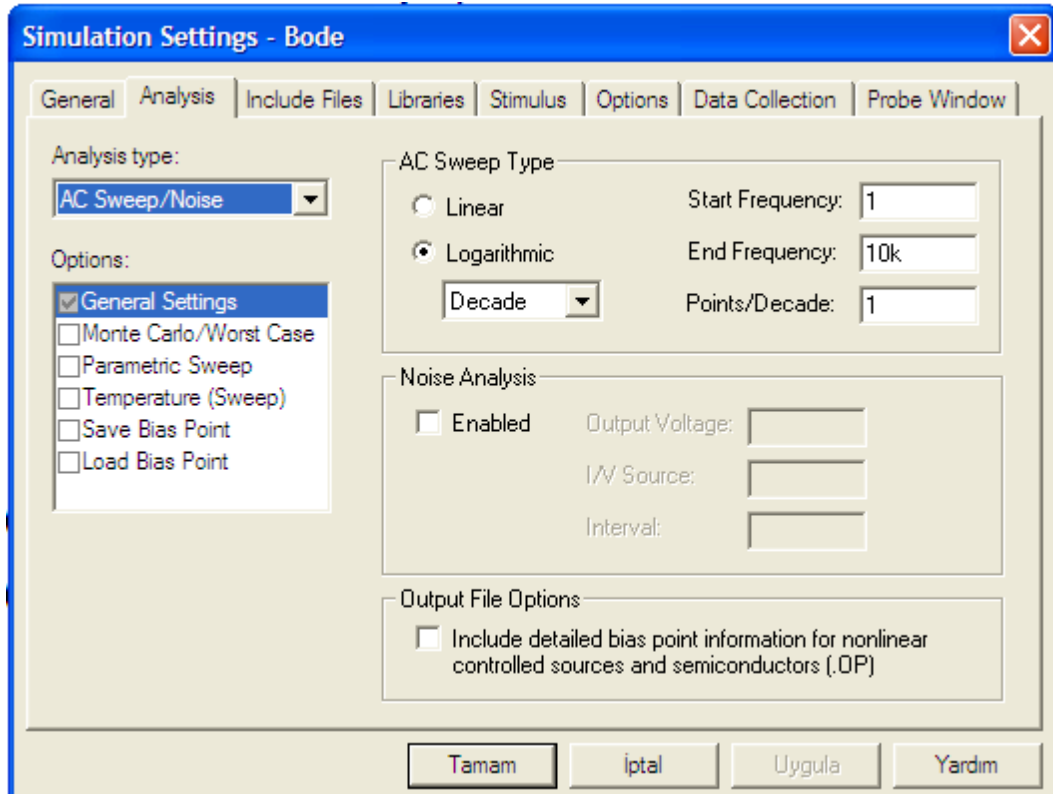 Simulation Settings - Bode
General Analysis Include Files Libraries Stimulus Options Data Collection Probe Window
Analysis type:
AC Sweep/Noise
Options:
General Settings
Monte Carlo/Worst Case
Parametric Sweep
Temperature (Sweep)
Save Bias Point
Load Bias Point
AC Sweep Type
Linear
Logarithmic
Decade
Start Frequency: 1
End Frequency: 10k
Points/Decade: 1
Noise Analysis
Enabled
Output Voltage:
I/V Source:
Interval:
Output File Options
Include detailed bias point information for nonlinear
controlled sources and semiconductors (.OP)
Tamam İptal Uygula Yardım